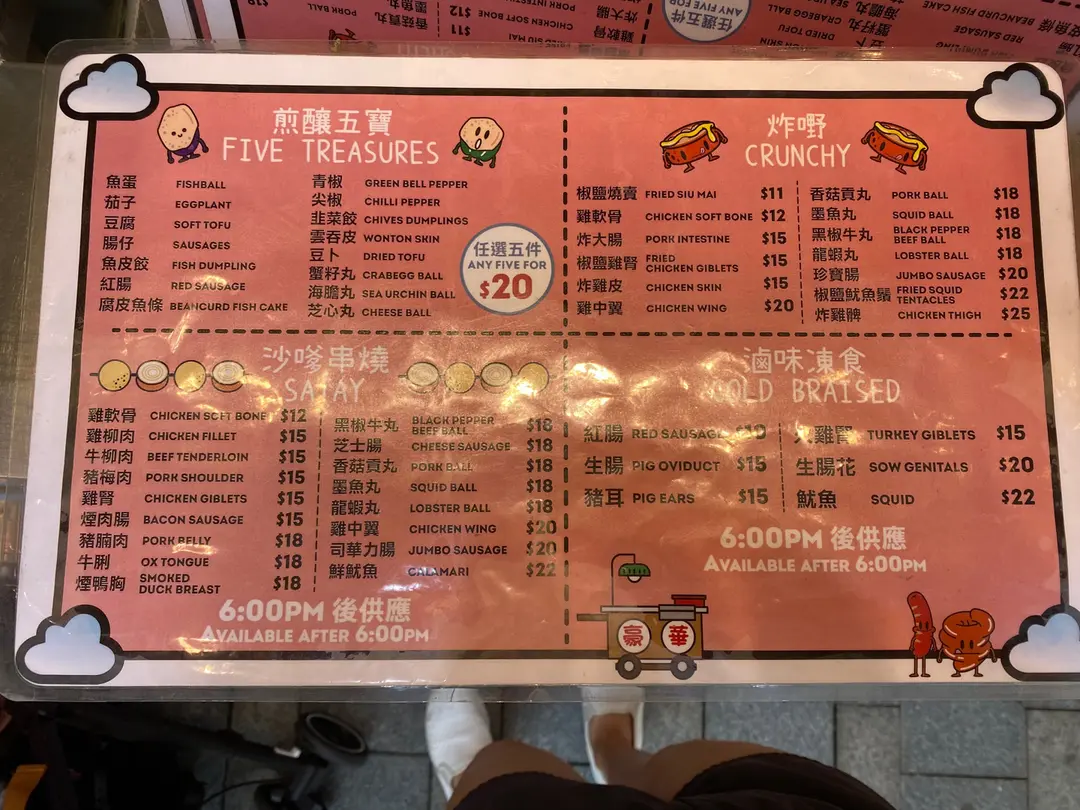 煎釀五寶
FIVE TREASURES
魚蛋 FISHBALL
茄子 EGGPLANT
豆腐 SOFT TOFU
腸仔 SAUSAGES
魚皮餃 FISH DUMPLING
紅腸 RED SAUSAGE
腐皮魚條 BEANCURD FISH CAKE
青椒 GREEN BELL PEPPER
尖椒 CHILLI PEPPER
韭菜餃 CHIVES DUMPLINGS
雲吞皮 WONTON SKIN
豆卜 DRIED TOFU
蟹籽丸 CRABEGG BALL
海膽丸 SEA URCHIN BALL
芝心丸 CHEESE BALL
任選五件
ANY FIVE FOR
$20
炸嘢
CRUNCHY
椒鹽燒賣 FRIED SIU MAI $11
雞軟骨 CHICKEN SOFT BONE $12
炸大腸 PORK INTESTINE $15
椒鹽雞腎 FRIED CHICKEN GIBLETS $15
炸雞皮 CHICKEN SKIN $15
雞中翼 CHICKEN WING $20
香菇貢丸 PORK BALL $18
墨魚丸 SQUID BALL $18
黑椒牛丸 BLACK PEPPER BEEF BALL $18
龍蝦丸 LOBSTER BALL $18
珍寶腸 JUMBO SAUSAGE $20
椒鹽魷魚鬚 FRIED SQUID TENTACLES $22
炸雞髀 CHICKEN THIGH $25
沙嗲串燒
SATAY
雞軟骨 CHICKEN SOFT BONE $12
雞柳肉 CHICKEN FILLET $15
牛柳肉 BEEF TENDERLOIN $15
豬梅肉 PORK SHOULDER $15
雞腎 CHICKEN GIBLETS $15
煙肉腸 BACON SAUSAGE $15
豬腩肉 PORK BELLY $18
牛脷 OX TONGUE $18
煙鴨胸 SMOKED DUCK BREAST $18
黑椒牛丸 BLACK PEPPER BEEF BALL $18
芝士腸 CHEESE SAUSAGE $18
香菇貢丸 PORK BALL $18
墨魚丸 SQUID BALL $18
龍蝦丸 LOBSTER BALL $18
雞中翼 CHICKEN WING $20
司華力腸 JUMBO SAUSAGE $20
鮮魷魚 CALAMARI $22
6:00PM 後供應
AVAILABLE AFTER 6:00PM
滷味凍食
COLD BRAISED
紅腸 RED SAUSAGE
生腸 PIG OVIDUCT $15
豬耳 PIG EARS $15
火雞腎 TURKEY GIBLETS $15
生腸花 SOW GENITALS $20
魷魚 SQUID $22
6:00PM 後供應
AVAILABLE AFTER 6:00PM
豪華